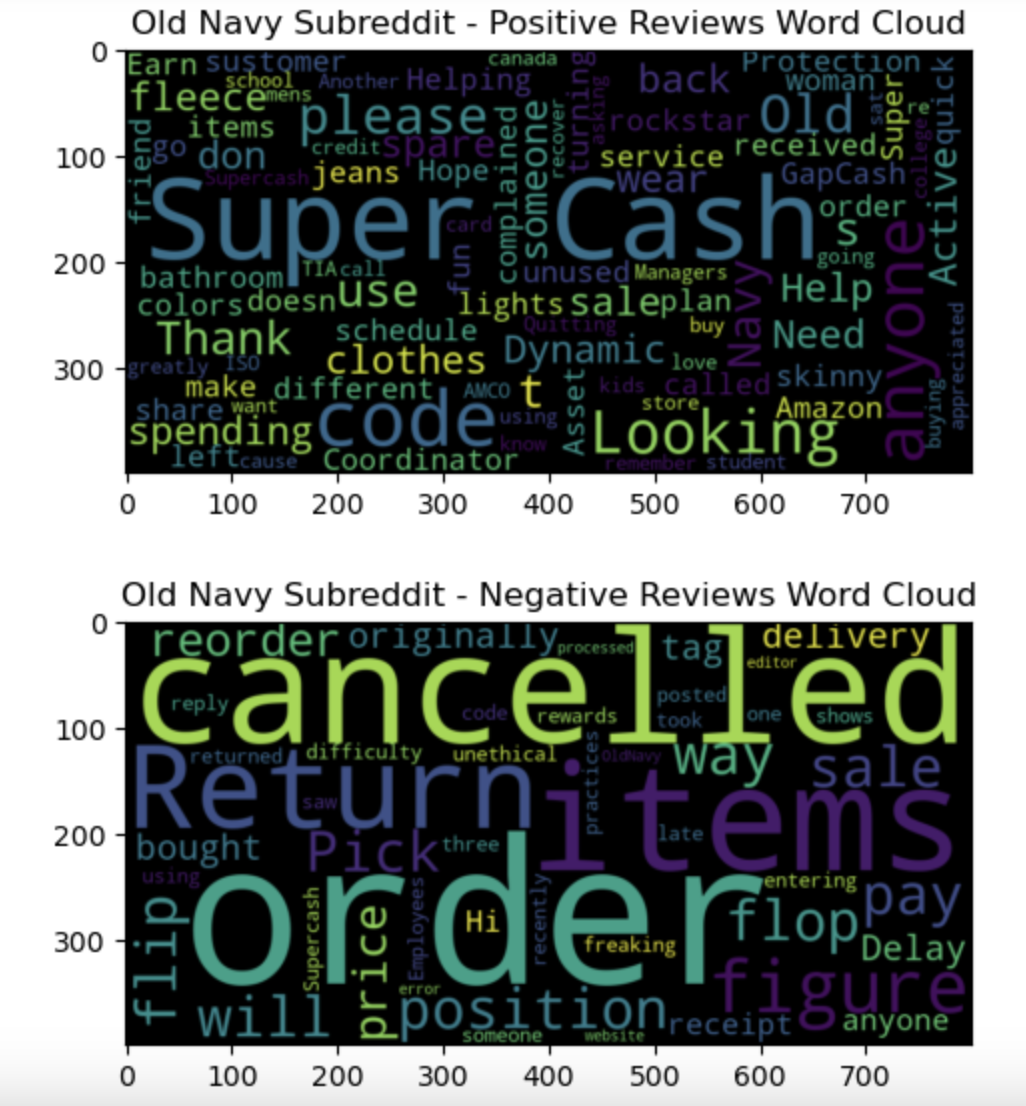 Old Navy Subreddit - Positive Reviews Word Cloud
0
100
200
300
Earn sustomer canada turning back Protection
school Another Helping asking woman quick
fleece mens please Old sat Super re
items credit spare recover rockstar received college
friend go don complained someone service Active
Supercash jeans Hope wear GapCash
Super Cash order
card s
bathroom TIA call fun unused Managers going
colors doesn use lights sale plan Help anyone
Thank schedule Quitting buy Navy Need
greatly ISO clothes Dynamic love
make different AMCO t Asset kids called skinny appreciated
share want code using store Amazon buying
spending know Looking
left cause Coordinator remember student
0 100 200 300 400 500 600 700
Old Navy Subreddit - Negative Reviews Word Cloud
0
100
200
300
reorder originally processed tag delivery
cancelled editor
reply code rewards posted took one shows
returned difficulty unethical practices OldNavy way sale
Return saw items
bought Pick three late
using entering pay
order
flip Supercash price Employees Hi recently freaking flop Delay
error figure
will position receipt anyone
someone website
0 100 200 300 400 500 600 700